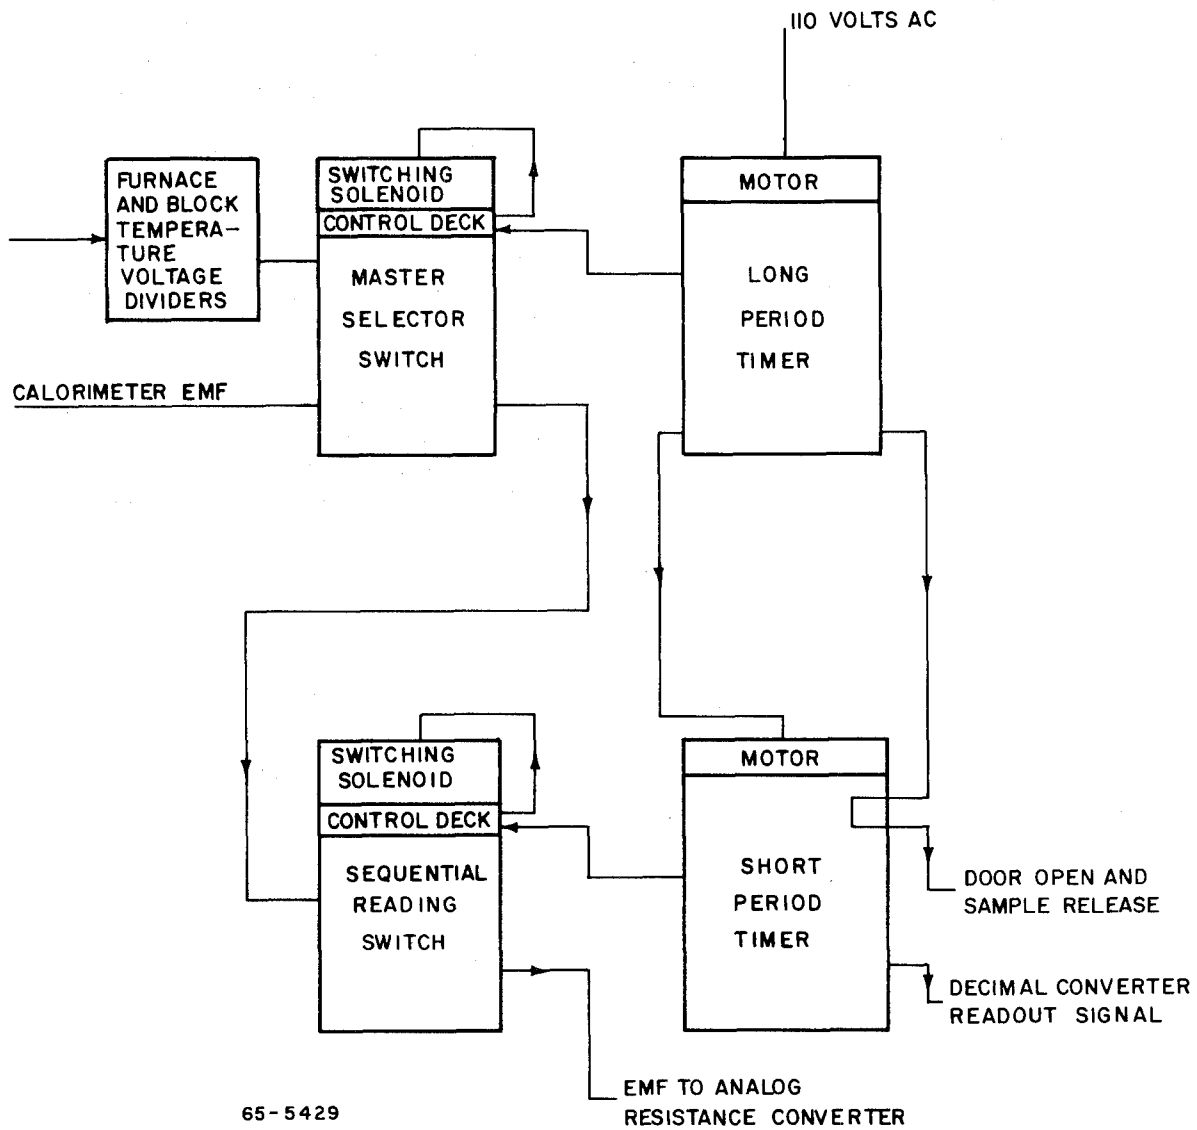 110 VOLTS AC
FURNACE
AND BLOCK
TEMPERA-
TURE
VOLTAGE
DIVIDERS
SWITCHING
SOLENOID
CONTROL DECK
MASTER
SELECTOR
SWITCH
MOTOR
LONG
PERIOD
TIMER
CALORIMETER EMF
SWITCHING
SOLENOID
CONTROL DECK
SEQUENTIAL
READING
SWITCH
MOTOR
SHORT
PERIOD
TIMER
DOOR OPEN AND
SAMPLE RELEASE
DECIMAL CONVERTER
READOUT SIGNAL
EMF TO ANALOG
RESISTANCE CONVERTER
65-5429